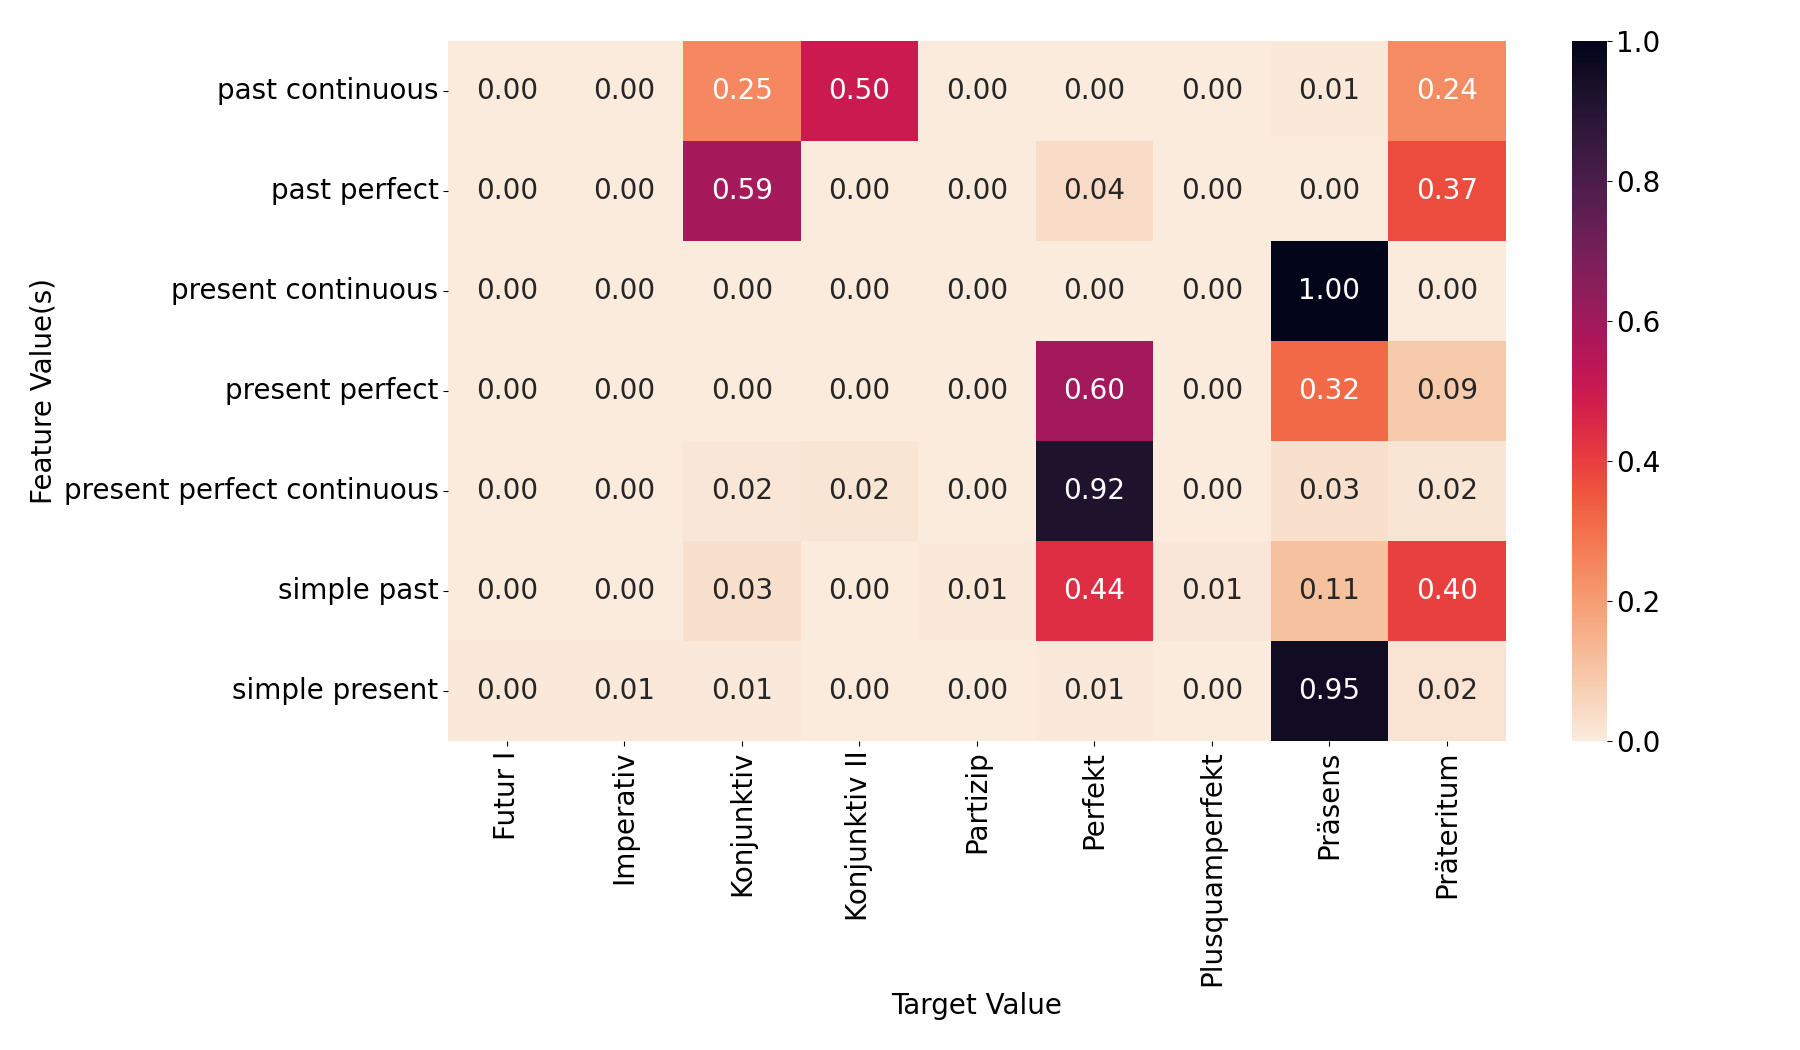 past continuous 0.00 0.00 0.25 0.50 0.00 0.00 0.00 0.01 0.24
past perfect 0.00 0.00 0.59 0.00 0.00 0.04 0.00 0.00 0.37
present continuous 0.00 0.00 0.00 0.00 0.00 0.00 0.00 1.00 0.00
present perfect 0.00 0.00 0.00 0.00 0.00 0.60 0.00 0.32 0.09
present perfect continuous 0.00 0.00 0.02 0.02 0.00 0.92 0.00 0.03 0.02
simple past 0.00 0.00 0.03 0.00 0.01 0.44 0.01 0.11 0.40
simple present 0.00 0.01 0.01 0.00 0.00 0.01 0.00 0.95 0.02
Feature Value(s)
Futur I
Imperativ
Konjunktiv
Konjunktiv II
Partizip
Perfekt
Plusquamperfekt
Präsens
Präteritum
Target Value
1.0
0.8
0.6
0.4
0.2
0.0